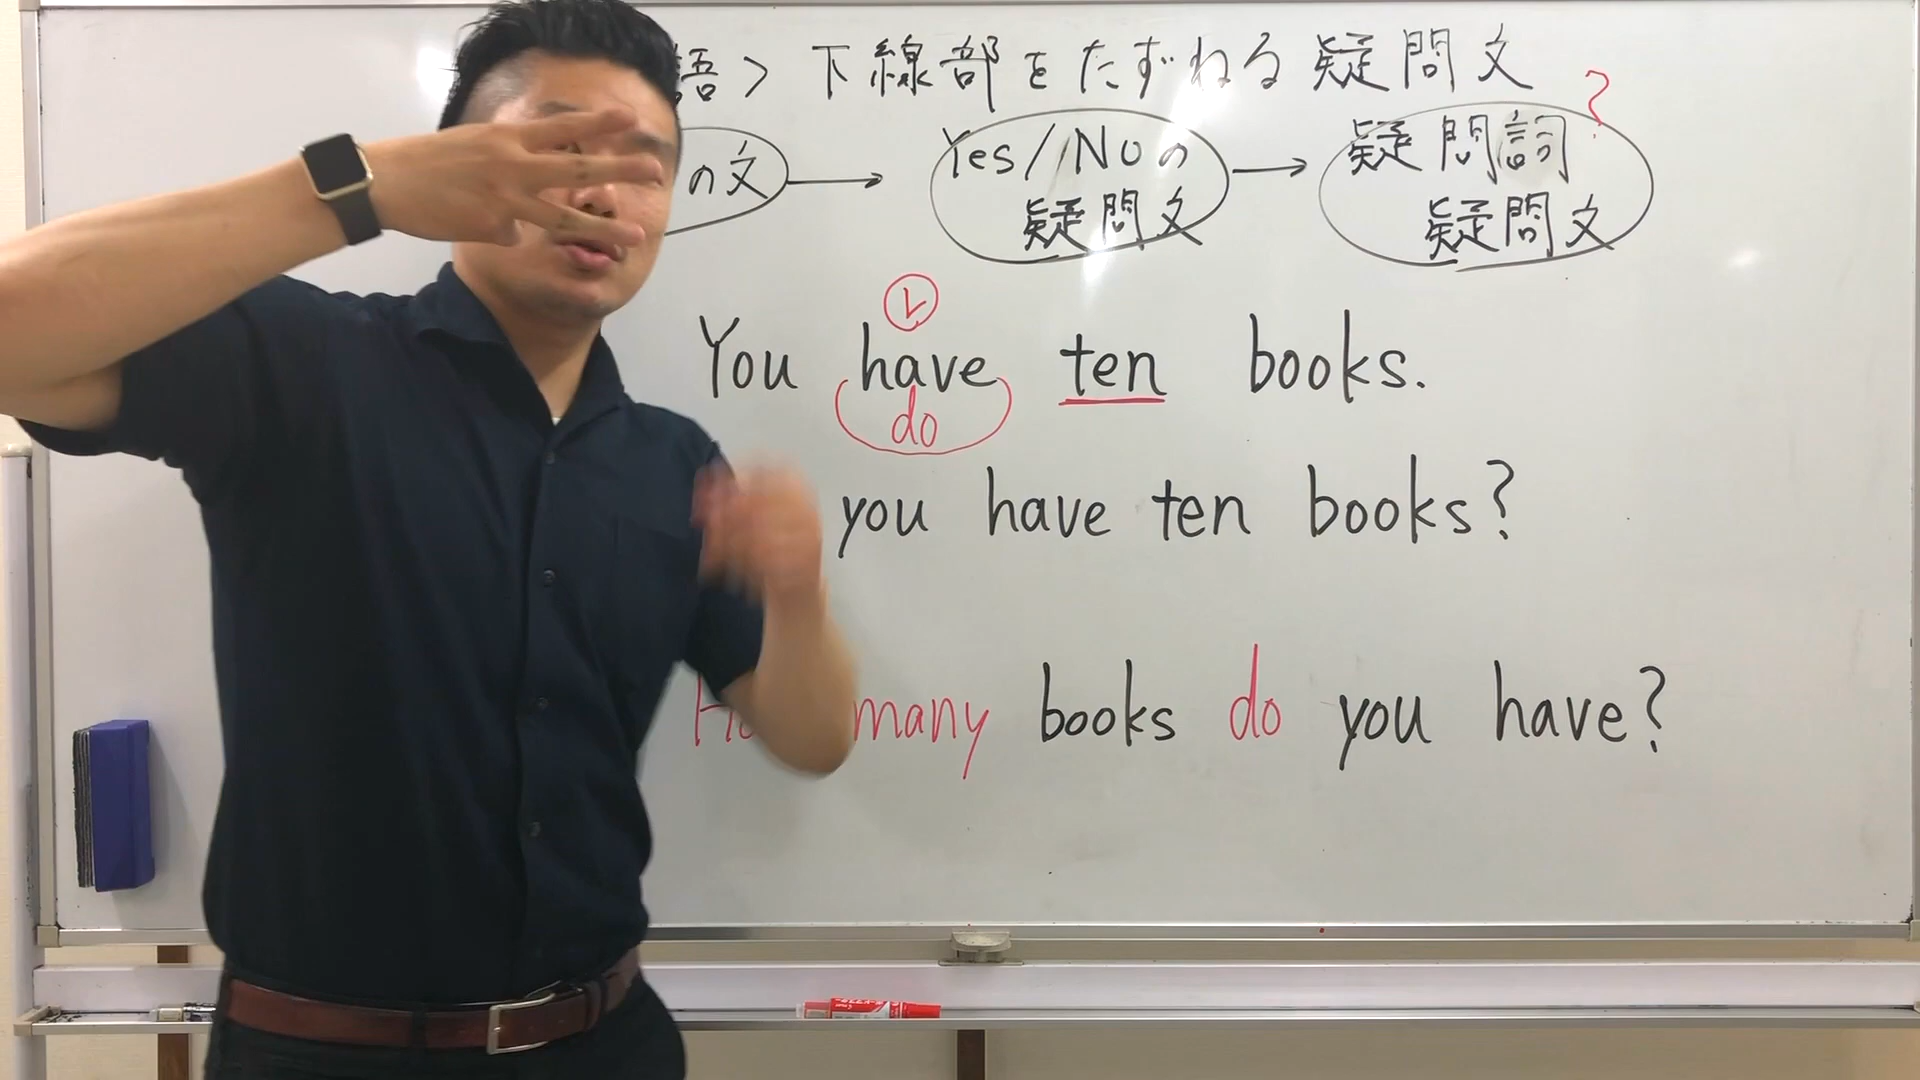 語＞ 下線部をたずねる疑問文
の文 → Yes/Noの疑問文 → 疑問詞疑問文 ?
You have ten books.
do
you have ten books?
many books do you have?